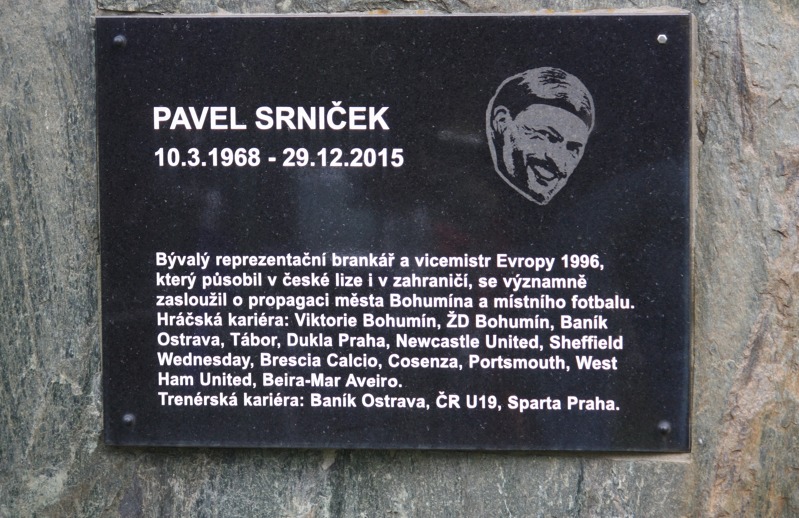 PAVEL SRNIČEK
10.3.1968 - 29.12.2015
Bývalý reprezentační brankář a vicemistr Evropy 1996,
který působil v české lize i v zahraničí, se významně
zasloužil o propagaci města Bohumína a místního fotbalu.
Hráčská kariéra: Viktorie Bohumín, ŽD Bohumín, Baník
Ostrava, Tábor, Dukla Praha, Newcastle United, Sheffield
Wednesday, Brescia Calcio, Cosenza, Portsmouth, West
Ham United, Beira-Mar Aveiro.
Trenérská kariéra: Baník Ostrava, ČR U19, Sparta Praha.